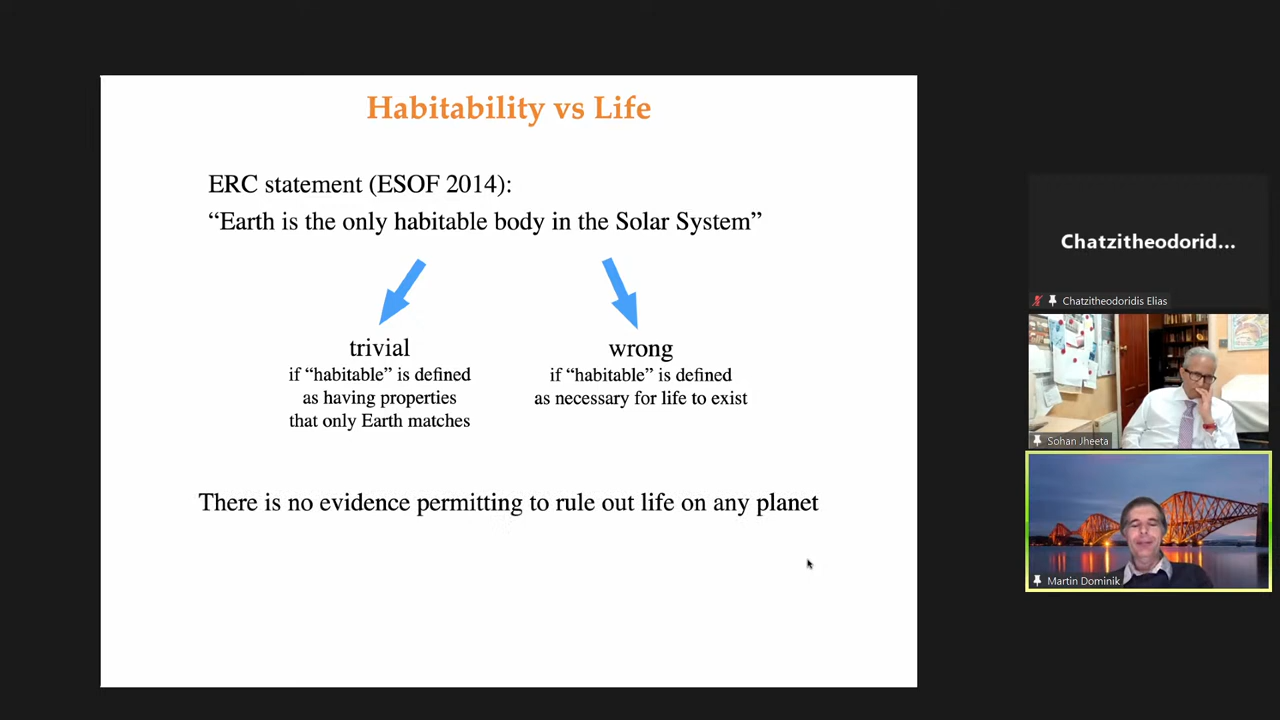 Habitability vs Life
ERC statement (ESOF 2014):
“Earth is the only habitable body in the Solar System”
trivial
if “habitable” is defined
as having properties
that only Earth matches
wrong
if “habitable” is defined
as necessary for life to exist
There is no evidence permitting to rule out life on any planet
Chatzitheodorid...
Chatzitheodoridis Elias
Sohan Jheeta
Martin Dominik